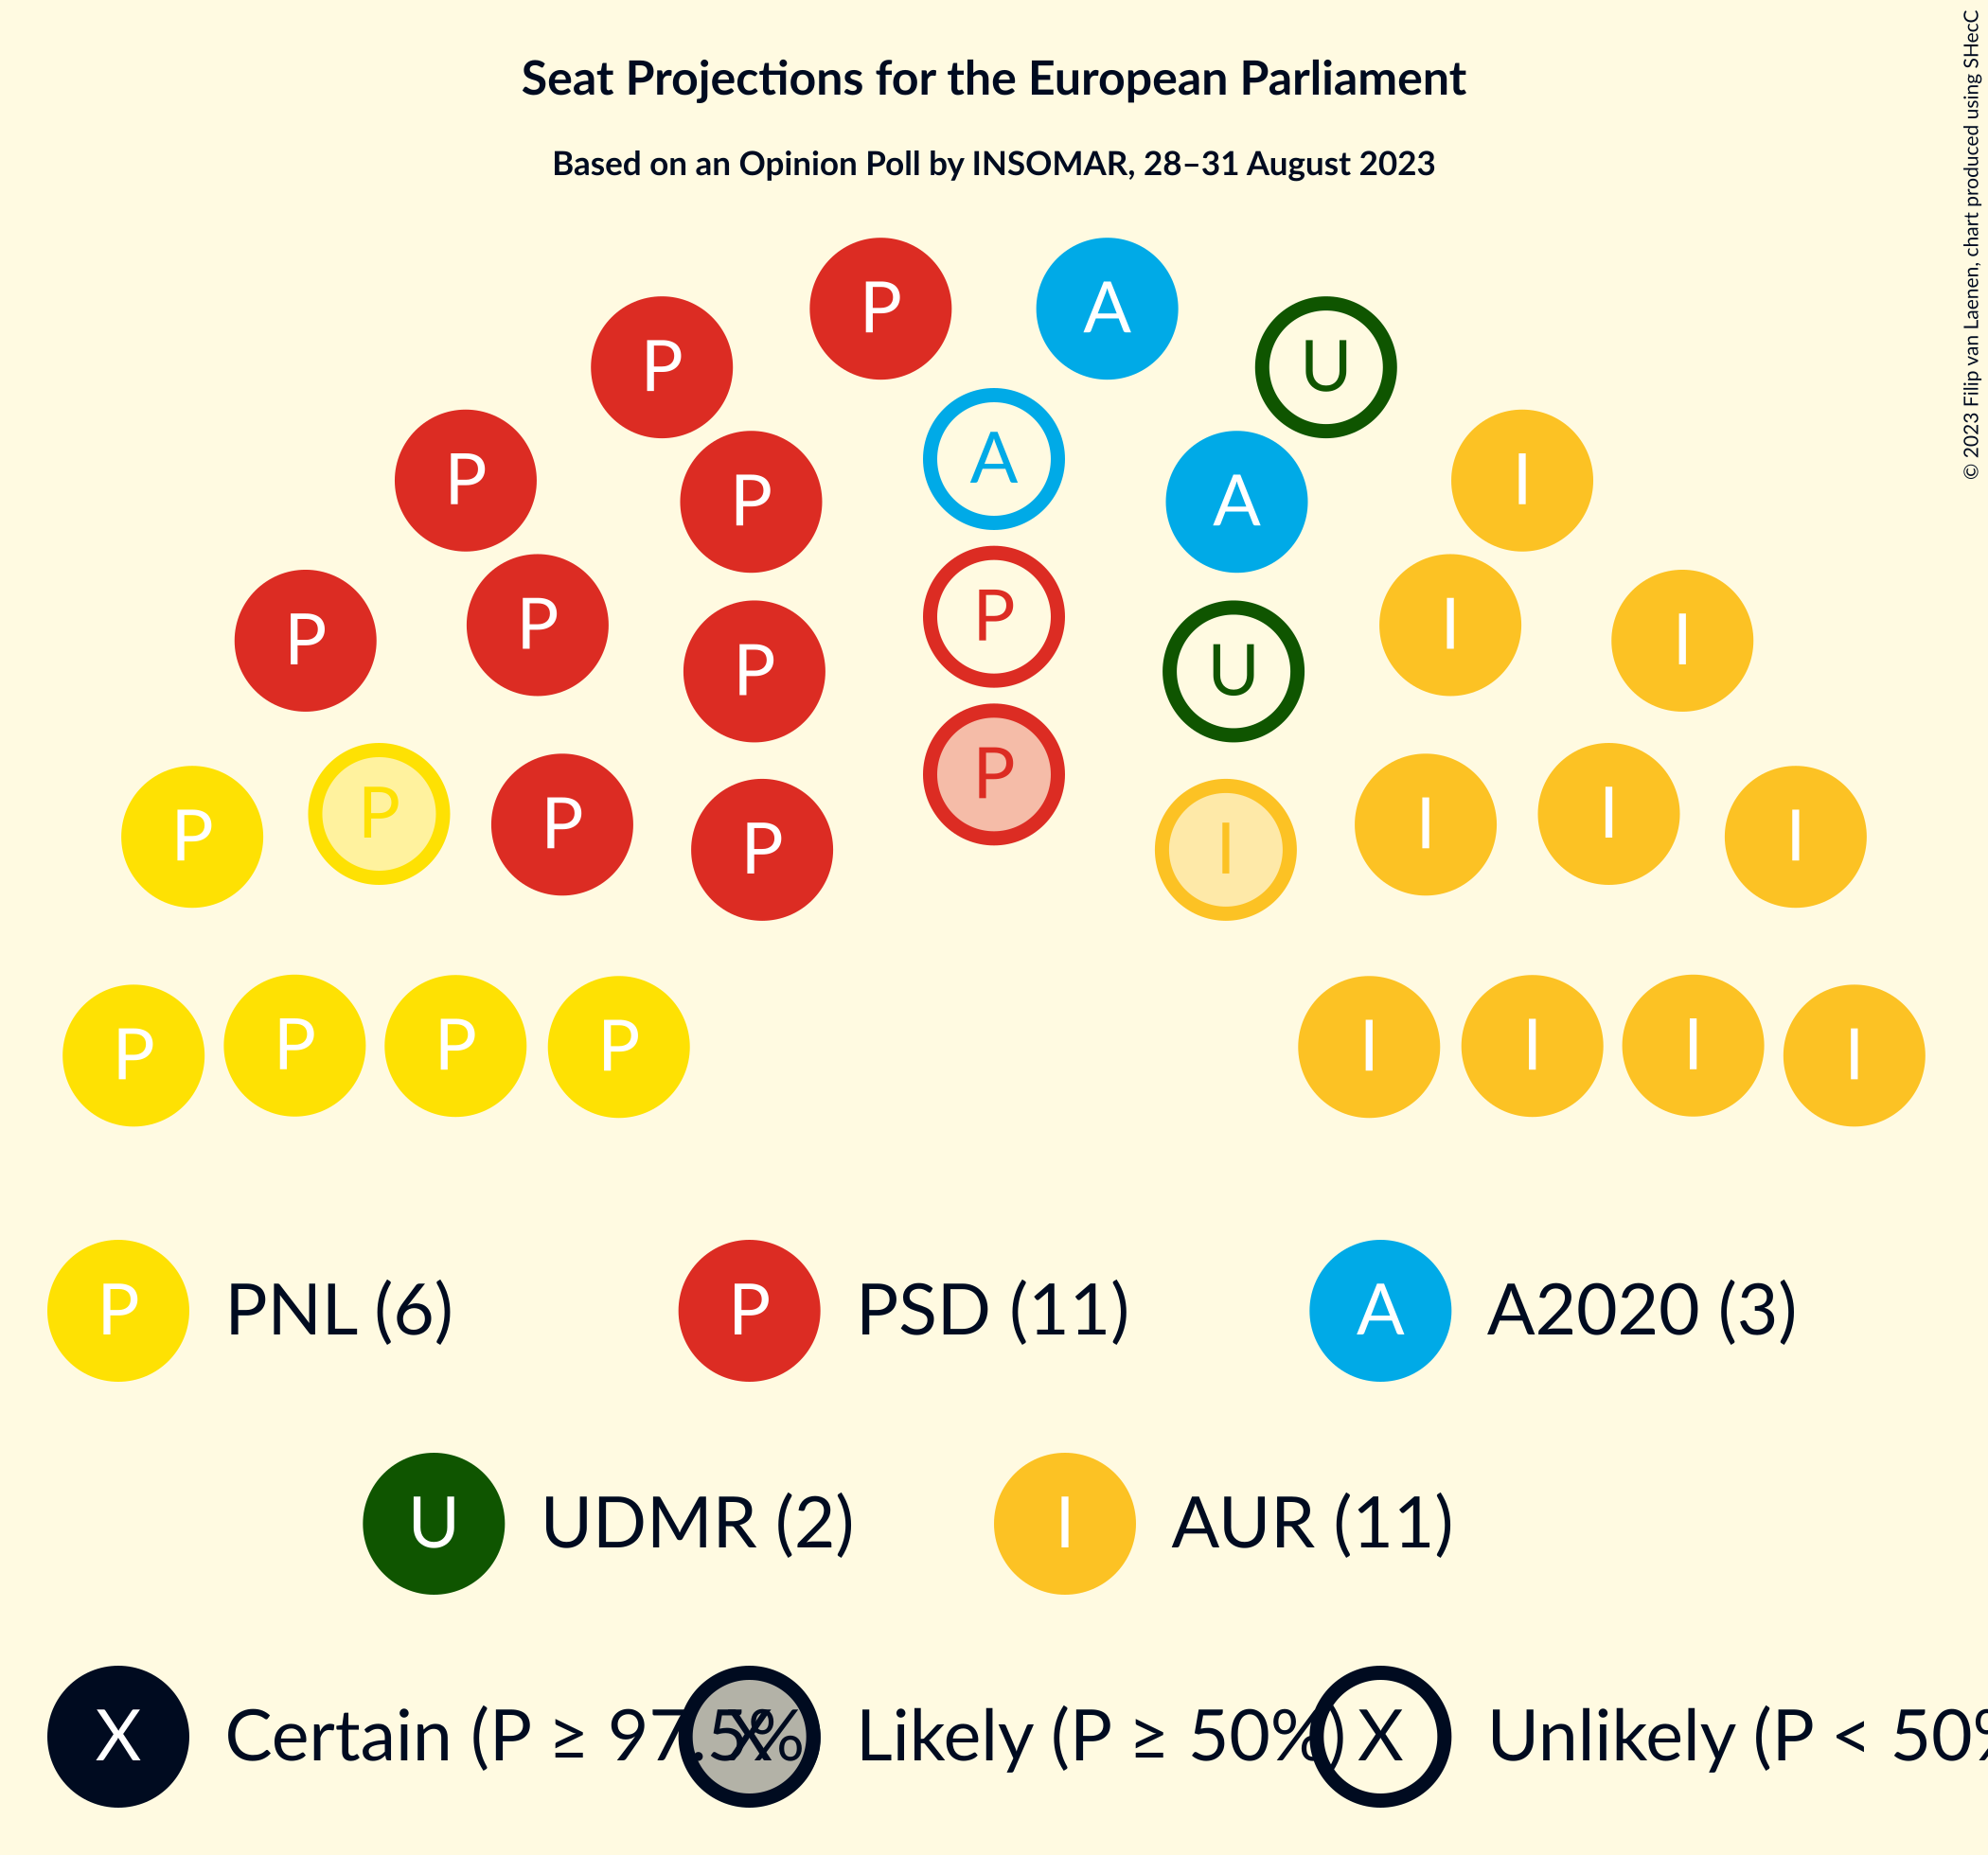 Seat Projections for the European Parliament
Based on an Opinion Poll by INSOMAR, 28–31 August 2023
© 2023 Filip van Laenen, chart produced using SHecC
P A
P U
A
P I
P A
P P I
P I
P U
P
P P I I
P P I
P I
P P P P I I I I
P PNL (6) P PSD (11) A A2020 (3)
U UDMR (2) I AUR (11)
X Certain (P ≥ 97.5% X Likely (P ≥ 50%) X Unlikely (P < 50%